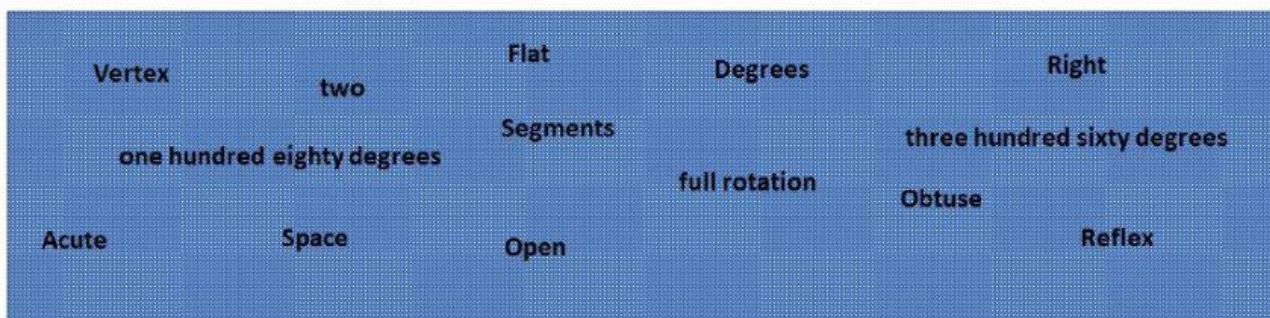 Flat
Vertex
two
Degrees
Right
Segments
one hundred eighty degrees
three hundred sixty degrees
full rotation
Obtuse
Acute
Space
Open
Reflex